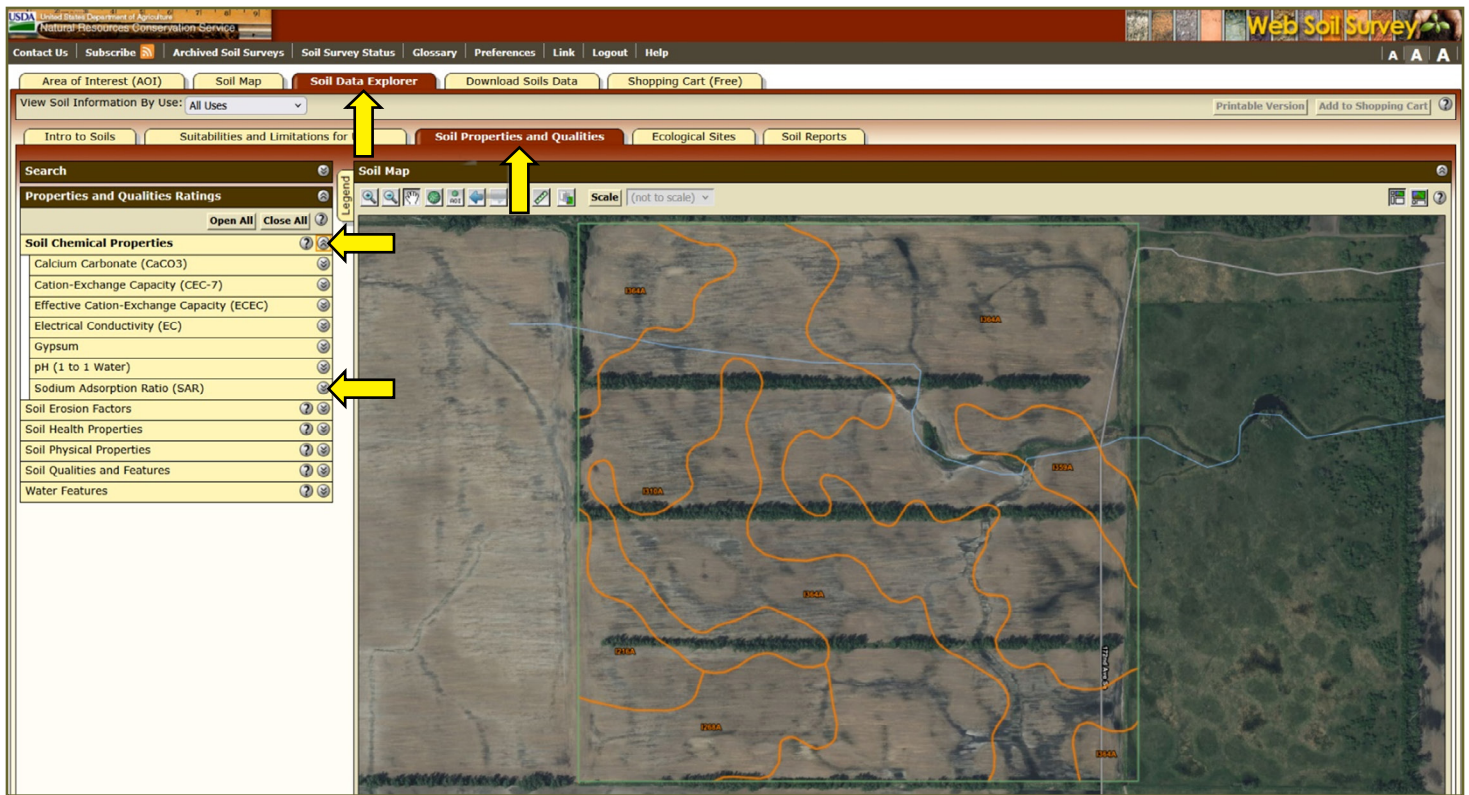 USDA United States Department of Agriculture
Natural Resources Conservation Service
Web Soil Survey
Contact Us | Subscribe | Archived Soil Surveys | Soil Survey Status | Glossary | Preferences | Link | Logout | Help
A A A
Area of Interest (AOI) Soil Map Soil Data Explorer Download Soils Data Shopping Cart (Free)
View Soil Information By Use: All Uses Printable Version Add to Shopping Cart ?
Intro to Soils Suitabilities and Limitations for Soil Properties and Qualities Ecological Sites Soil Reports
Search
Legend
Soil Map
Properties and Qualities Ratings
AOI
Scale (not to scale) ?
Open All Close All ?
Soil Chemical Properties ?
Calcium Carbonate (CaCO3)
Cation-Exchange Capacity (CEC-7)
Effective Cation-Exchange Capacity (ECEC)
Electrical Conductivity (EC)
Gypsum
pH (1 to 1 Water)
Sodium Adsorption Ratio (SAR)
Soil Erosion Factors ?
Soil Health Properties ?
Soil Physical Properties ?
Soil Qualities and Features ?
Water Features ?
I364A
I364A
I358A
I310A
I364A
I216A
172nd Ave Se
I268A
I364A